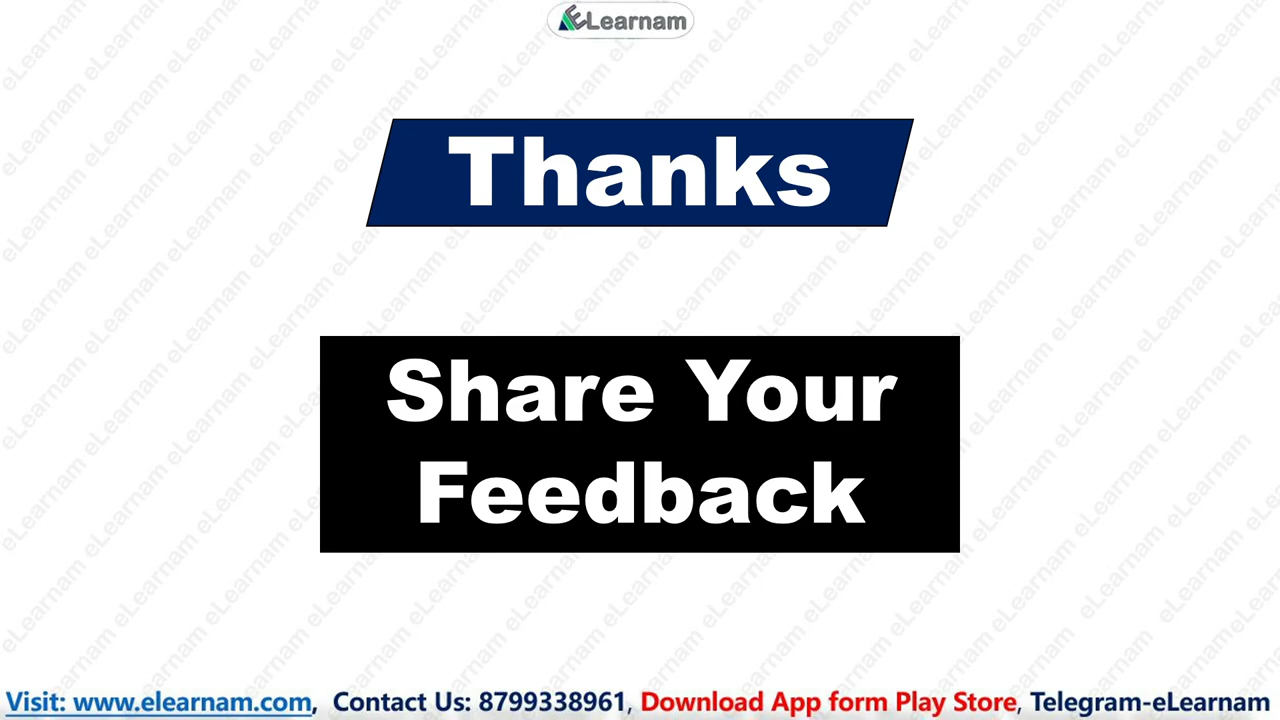 ELearnam
Thanks
Share Your
Feedback
Visit: www.elearnam.com, Contact Us: 8799338961, Download App form Play Store, Telegram-eLearnam